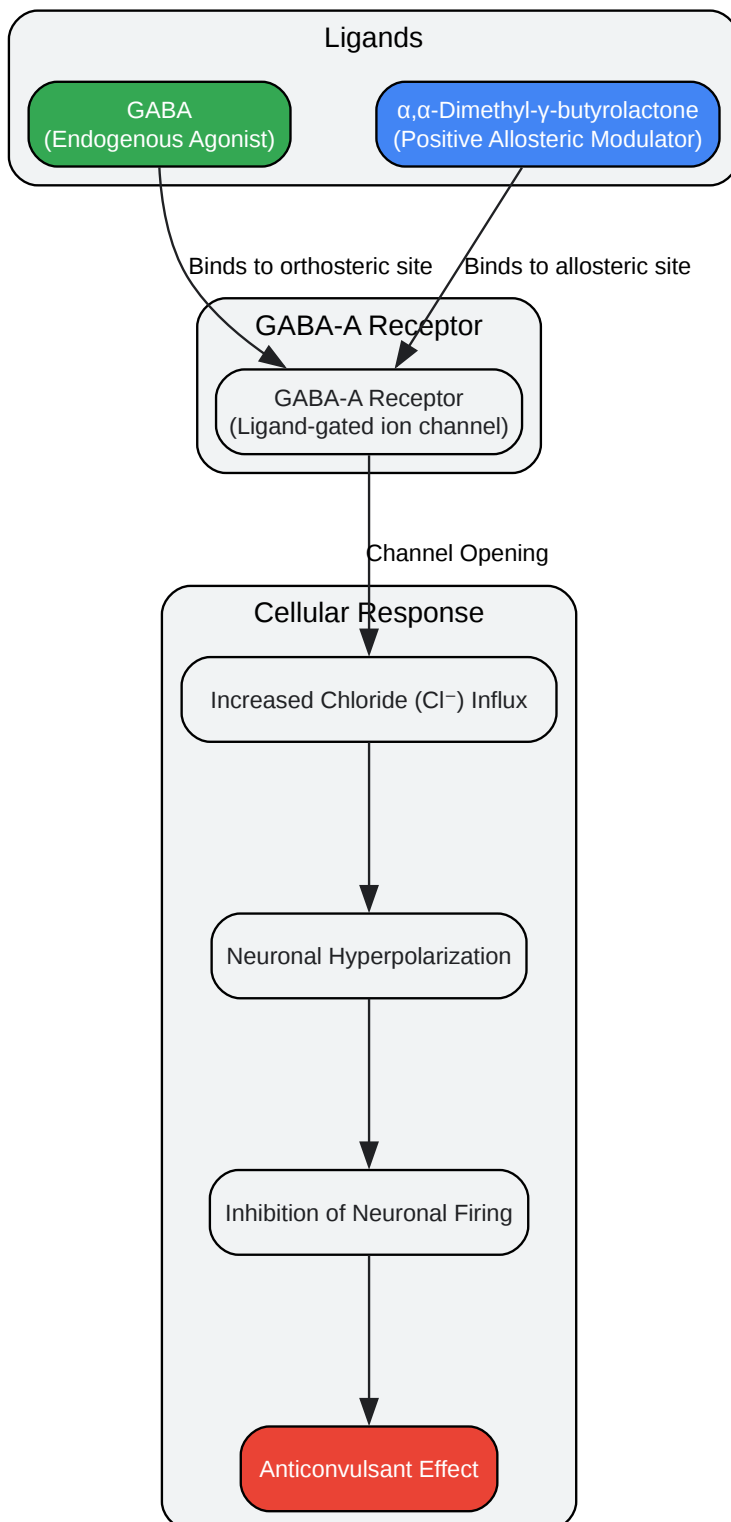 Ligands
GABA
(Endogenous Agonist)
α,α-Dimethyl-γ-butyrolactone
(Positive Allosteric Modulator)
Binds to orthosteric site
Binds to allosteric site
GABA-A Receptor
GABA-A Receptor
(Ligand-gated ion channel)
Channel Opening
Cellular Response
Increased Chloride (Cl⁻) Influx
Neuronal Hyperpolarization
Inhibition of Neuronal Firing
Anticonvulsant Effect